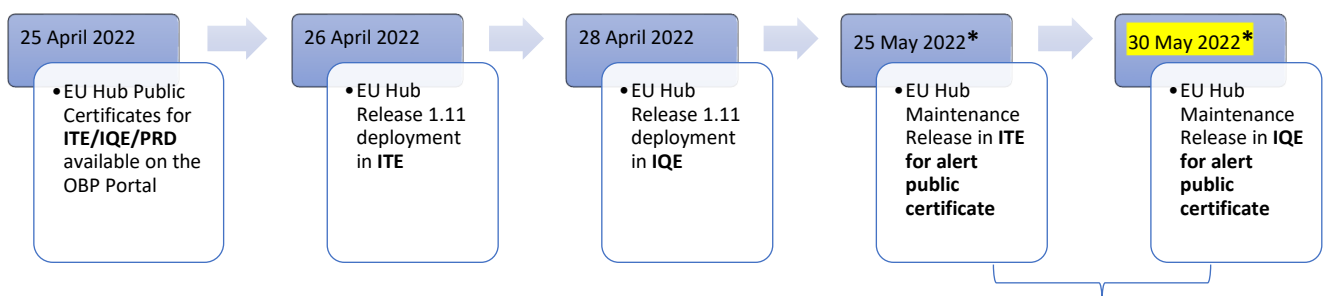 25 April 2022
•EU Hub Public
Certificates for
ITE/IQE/PRD
available on the
OBP Portal
26 April 2022
•EU Hub
Release 1.11
deployment
in ITE
28 April 2022
•EU Hub
Release 1.11
deployment
in IQE
25 May 2022*
•EU Hub
Maintenance
Release in ITE
for alert
public
certificate
30 May 2022*
•EU Hub
Maintenance
Release in IQE
for alert
public
certificate